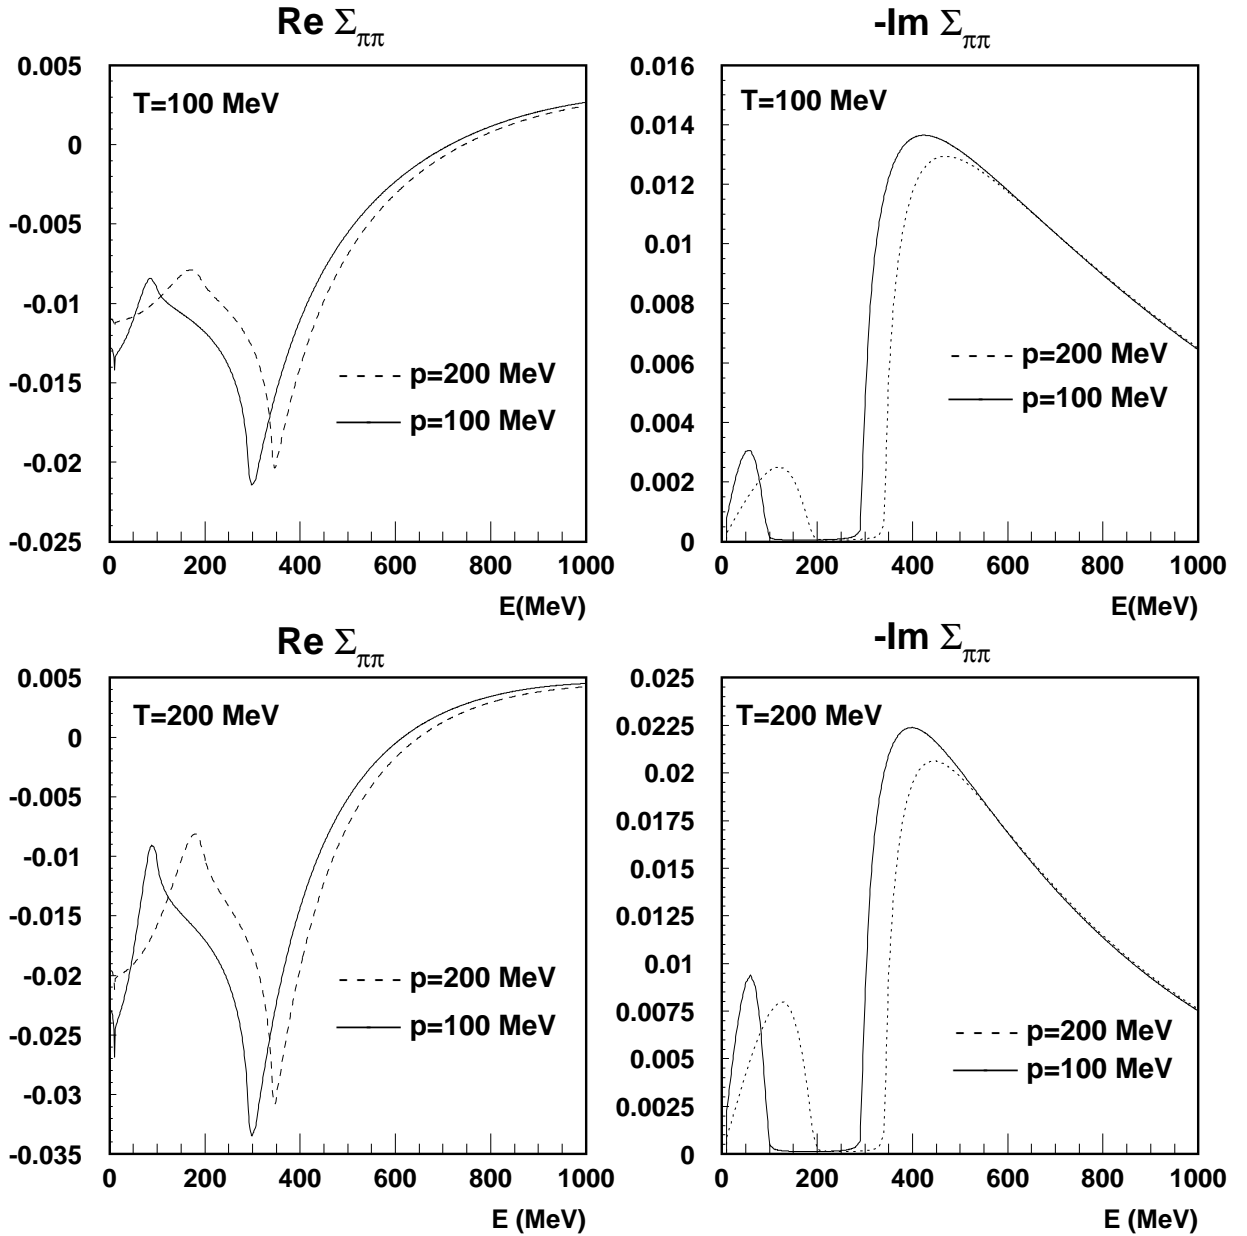 Re Σππ
0.005
0
-0.005
-0.01
-0.015
-0.02
-0.025
T=100 MeV
p=200 MeV
p=100 MeV
0 200 400 600 800 1000
E(MeV)
-Im Σππ
0.016
0.014
0.012
0.01
0.008
0.006
0.004
0.002
0
T=100 MeV
p=200 MeV
p=100 MeV
0 200 400 600 800 1000
E(MeV)
Re Σππ
0.005
0
-0.005
-0.01
-0.015
-0.02
-0.025
-0.03
-0.035
T=200 MeV
p=200 MeV
p=100 MeV
0 200 400 600 800 1000
E (MeV)
-Im Σππ
0.025
0.0225
0.02
0.0175
0.015
0.0125
0.01
0.0075
0.005
0.0025
0
T=200 MeV
p=200 MeV
p=100 MeV
0 200 400 600 800 1000
E (MeV)